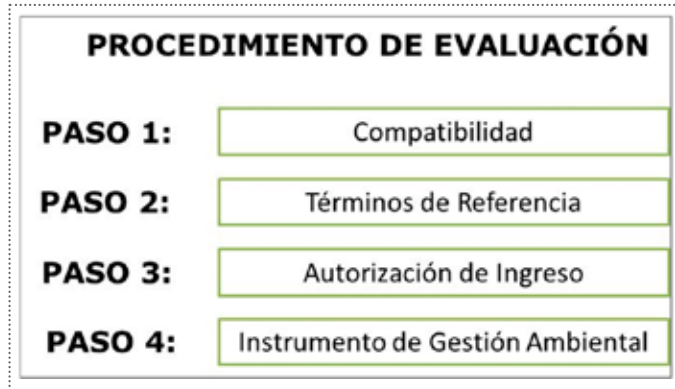 PROCEDIMIENTO DE EVALUACIÓN
PASO 1: Compatibilidad
PASO 2: Términos de Referencia
PASO 3: Autorización de Ingreso
PASO 4: Instrumento de Gestión Ambiental